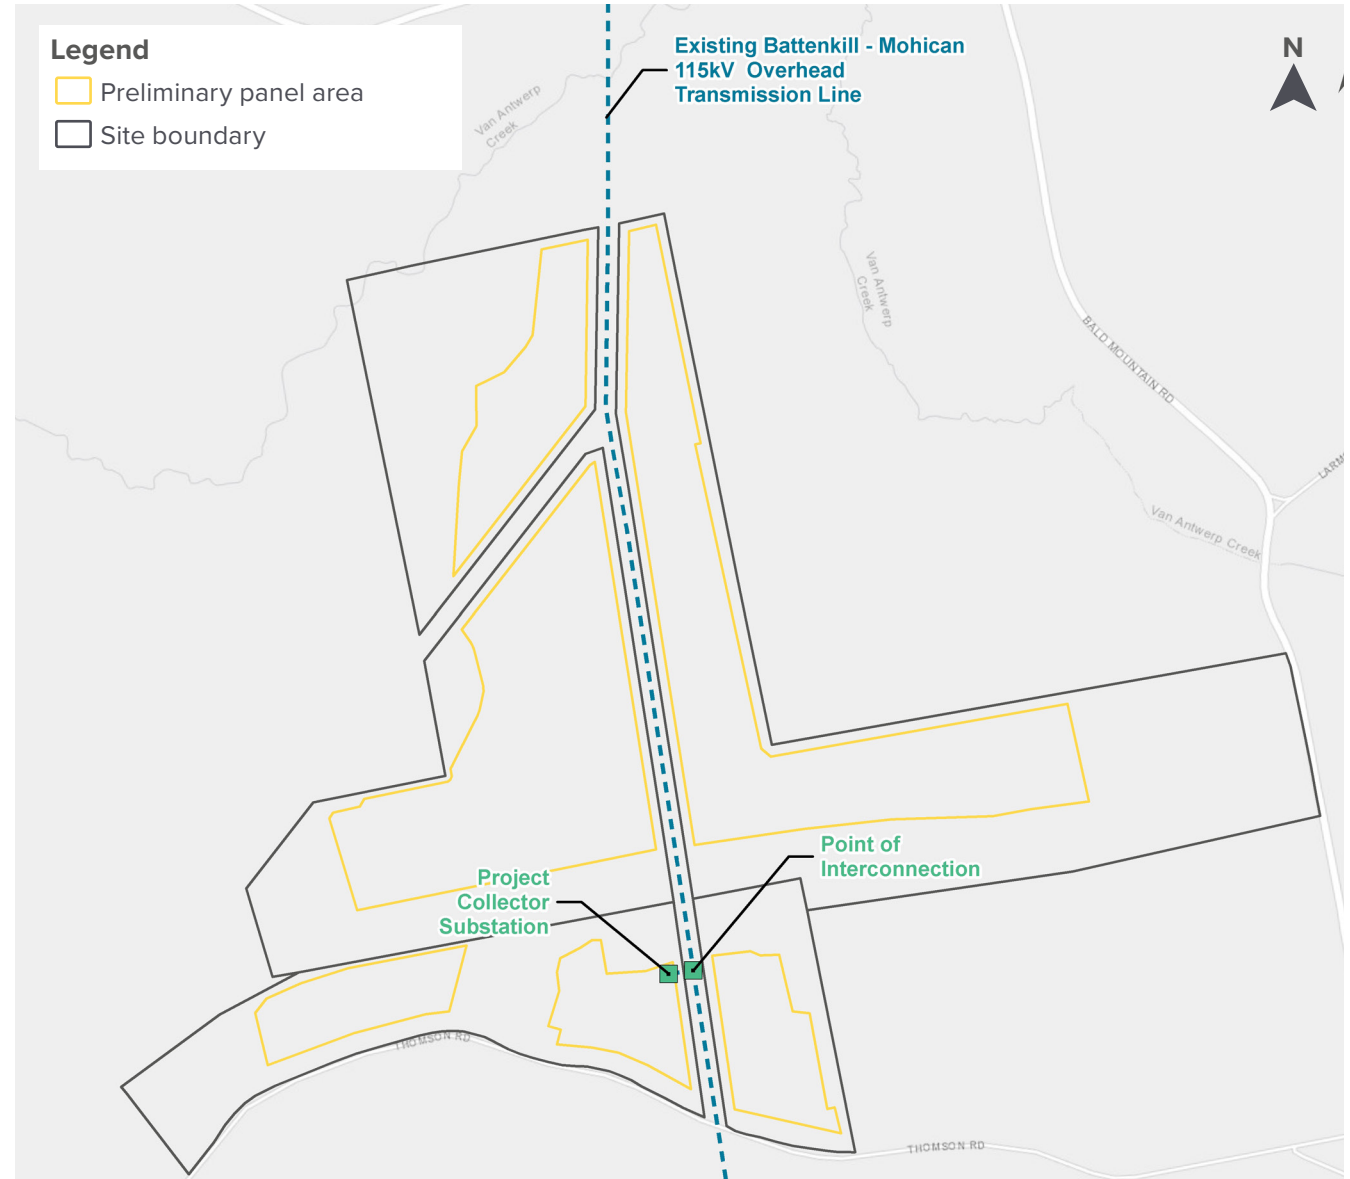 Legend
Preliminary panel area
Site boundary
Existing Battenkill - Mohican
115kV Overhead
Transmission Line
N
Van Antwerp
Creek
Van Antwerp
Creek
BALD MOUNTAIN RD
Van Antwerp Creek
Point of
Interconnection
Project
Collector
Substation
THOMSON RD
THOMSON RD